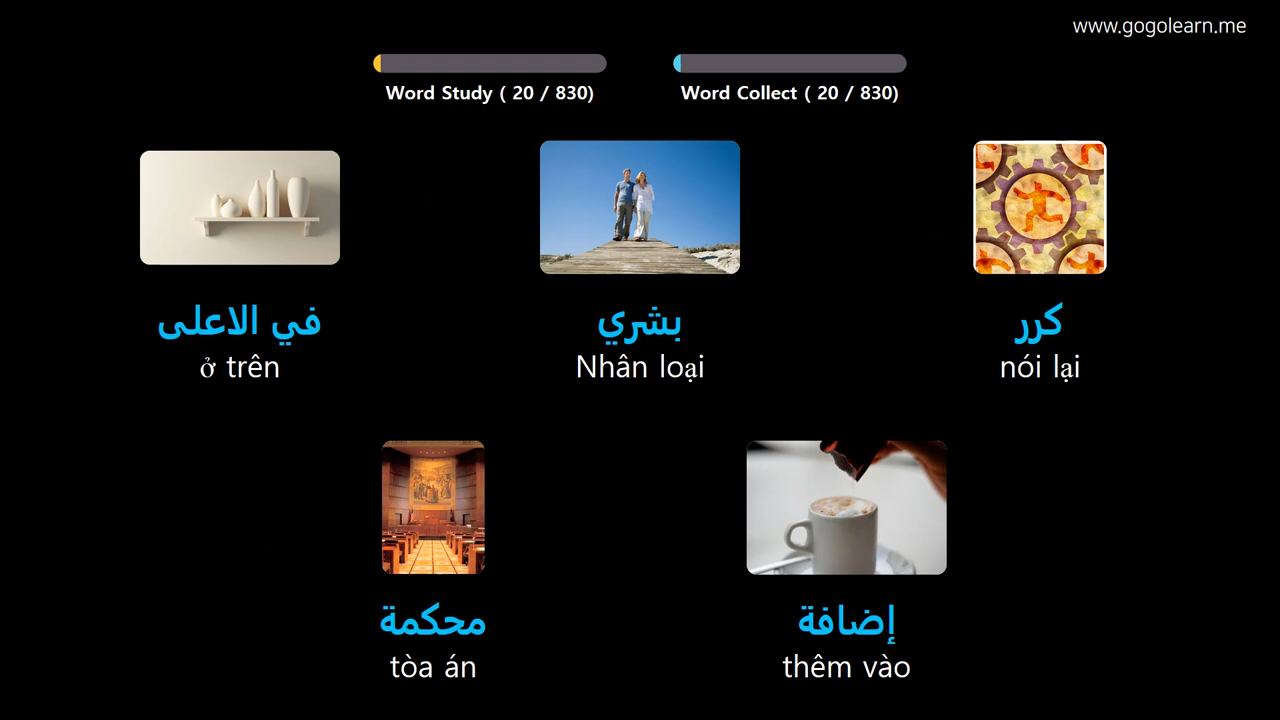 www.gogolearn.me
Word Study ( 20 / 830)
Word Collect ( 20 / 830)
في الاعلى
ở trên
بشري
Nhân loại
كرر
nói lại
محكمة
tòa án
إضافة
thêm vào